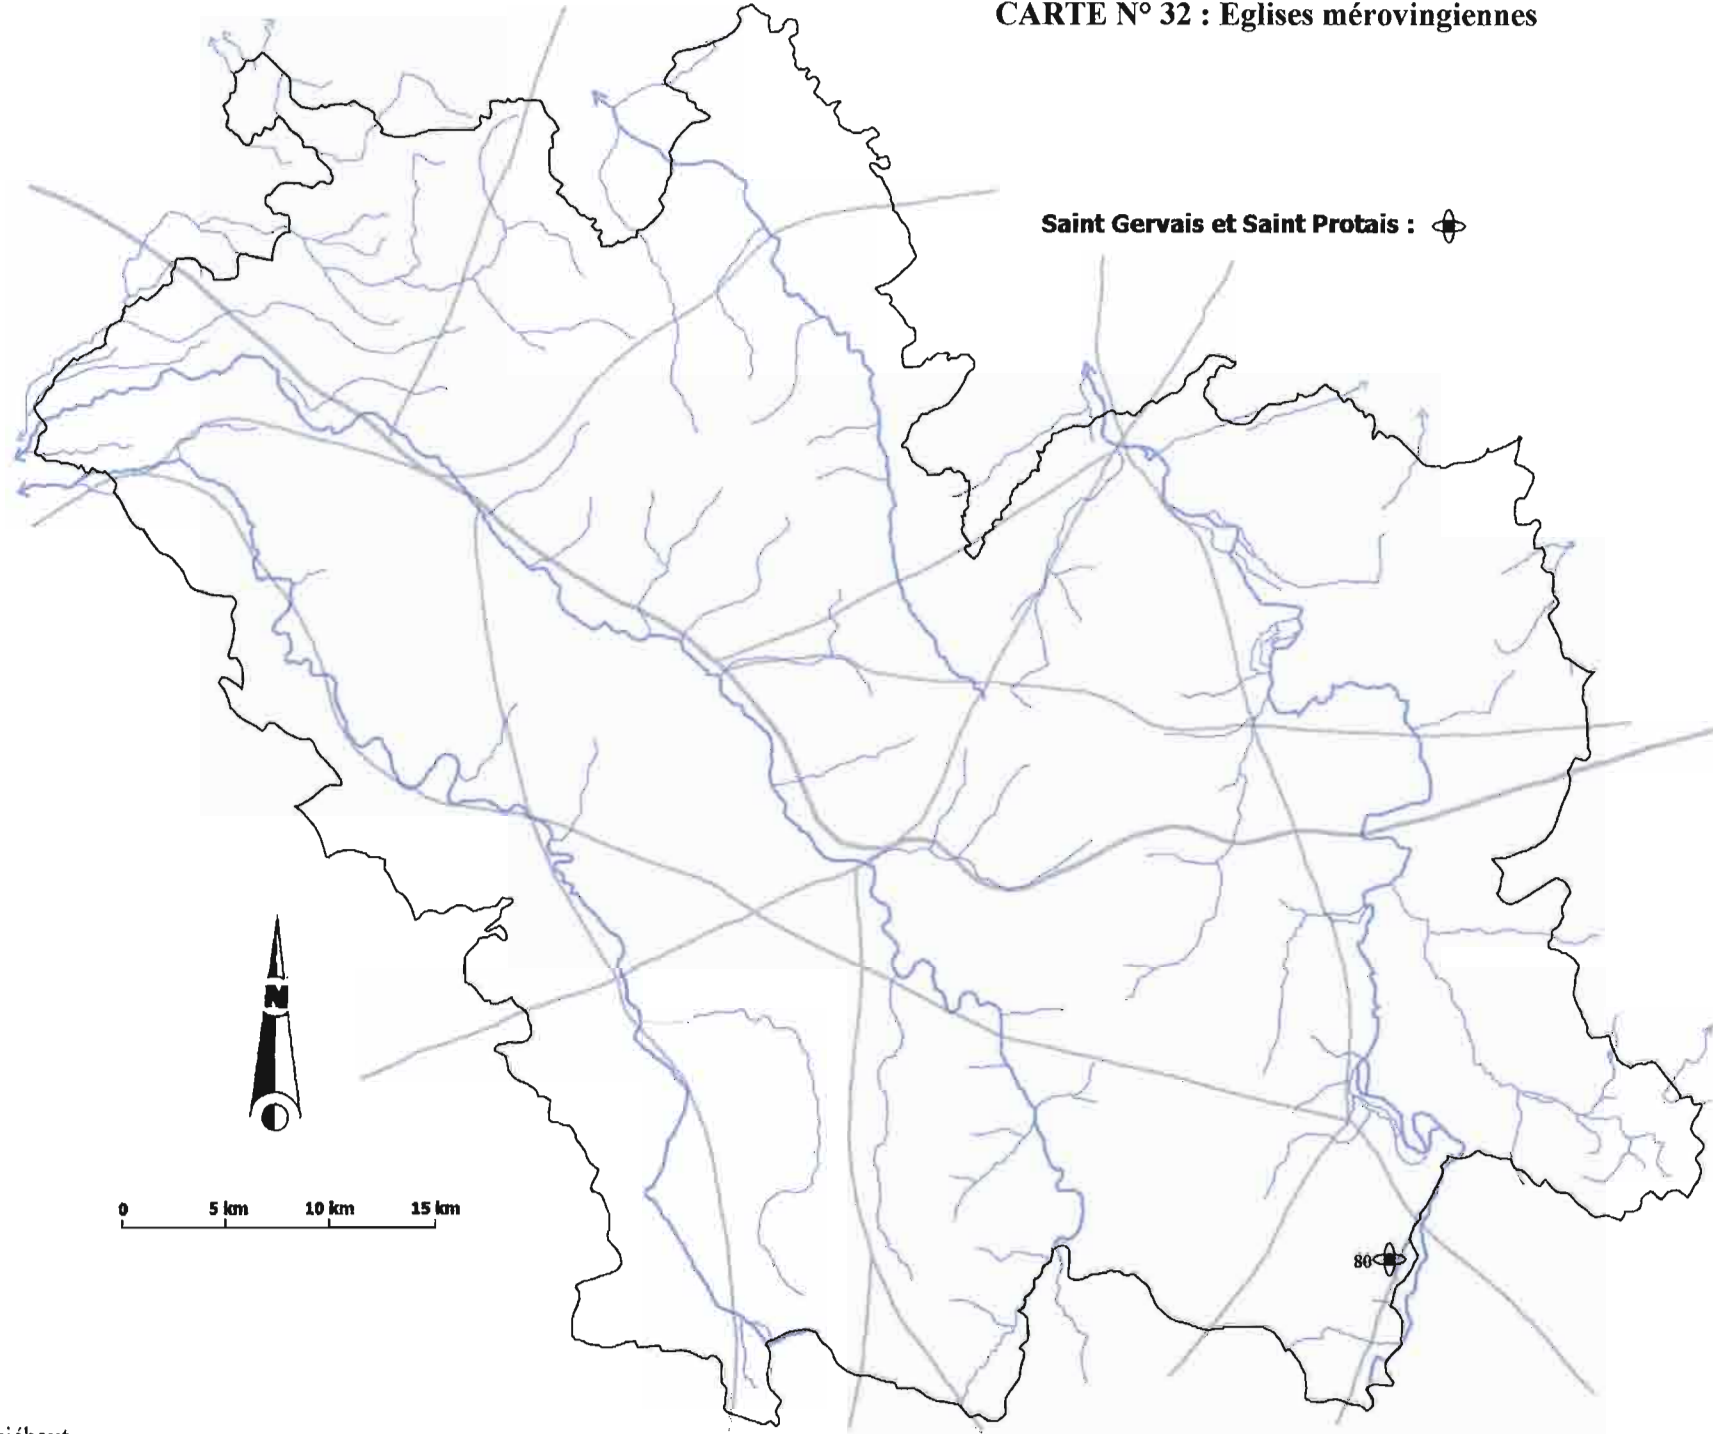 CARTE N° 32 : Eglises mérovingiennes
Saint Gervais et Saint Protais :
N
0 5 km 10 km 15 km
80